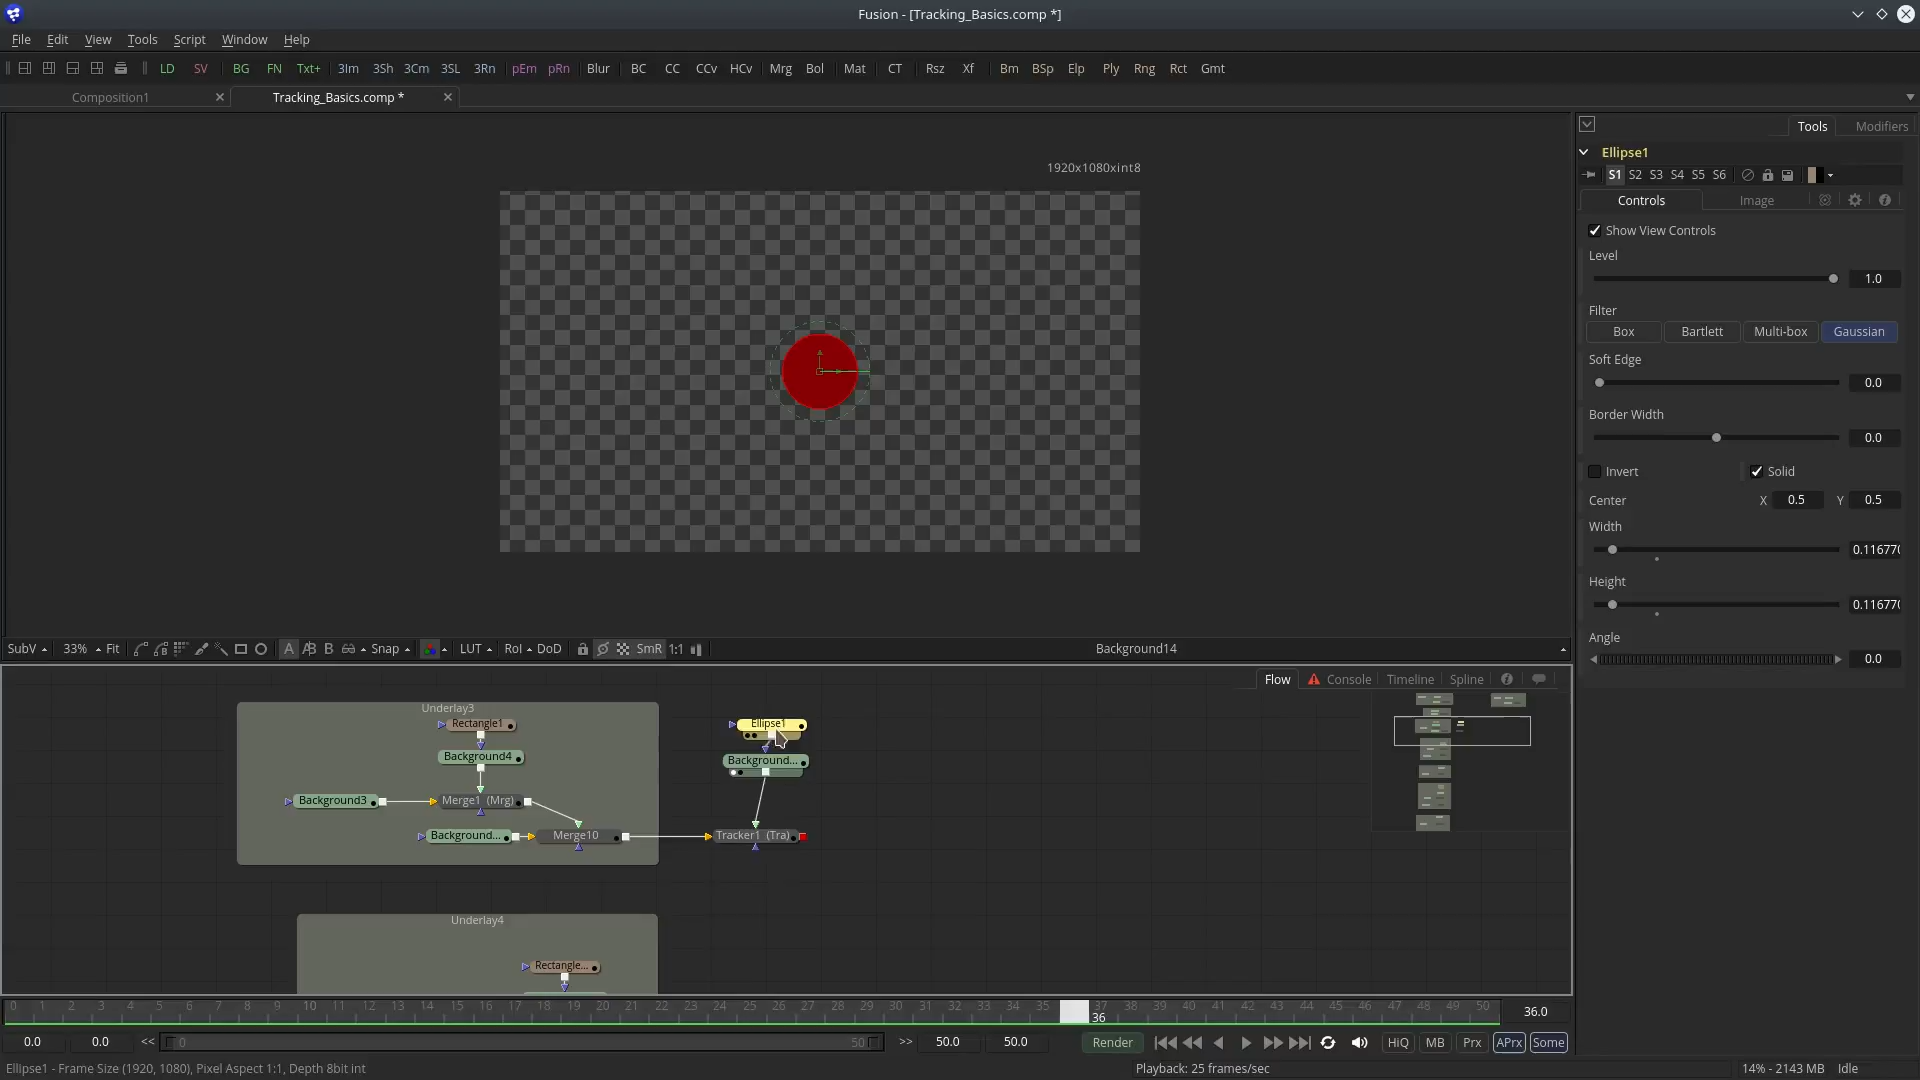 Fusion - [Tracking_Basics.comp *]
File Edit View Tools Script Window Help
LD SV BG FN Txt+ 3Im 3Sh 3Cm 3SL 3Rn pEm pRn Blur BC CC CCv HCv Mrg Bol Mat CT Rsz Xf Bm BSp Elp Ply Rng Rct Gmt
Composition1 Tracking_Basics.comp *
1920x1080xint8
SubV 33% Fit A B Snap LUT RoI DoD SmR 1:1 Background14
Flow Console Timeline Spline
Underlay3
Rectangle1
Background4
Background3
Merge1 (Mrg)
Background...
Merge10
Ellipse1
Background...
Tracker1 (Tra)
Underlay4
Rectangle...
0 1 2 3 4 5 6 7 8 9 10 11 12 13 14 15 16 17 18 19 20 21 22 23 24 25 26 27 28 29 30 31 32 33 34 35 37 38 39 40 41 42 43 44 45 46 47 48 49 50
36
36.0
0.0 0.0 << 0 50 >> 50.0 50.0 Render HiQ MB Prx APrx Some
Ellipse1 - Frame Size (1920, 1080), Pixel Aspect 1:1, Depth 8bit int
Playback: 25 frames/sec
14% - 2143 MB Idle
Tools Modifiers
Ellipse1
S1 S2 S3 S4 S5 S6
Controls Image
Show View Controls
Level
1.0
Filter
Box Bartlett Multi-box Gaussian
Soft Edge
0.0
Border Width
0.0
Invert Solid
Center X 0.5 Y 0.5
Width
0.116770
Height
0.116770
Angle
0.0